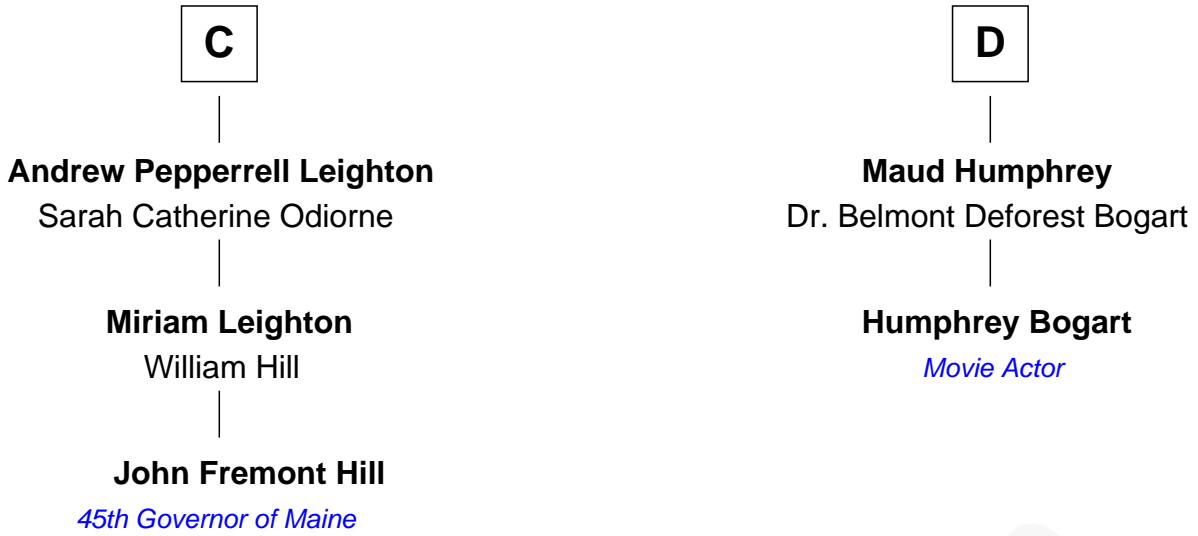 C
Andrew Pepperrell Leighton
Sarah Catherine Odiorne
Miriam Leighton
William Hill
John Fremont Hill
45th Governor of Maine
D
Maud Humphrey
Dr. Belmont Deforest Bogart
Humphrey Bogart
Movie Actor